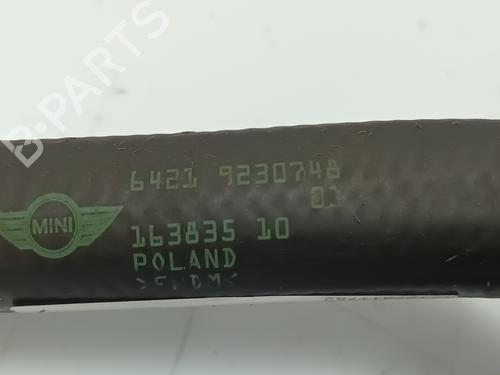 B-PARTS
6421 9230748
01
MINI
163835 10
POLAND